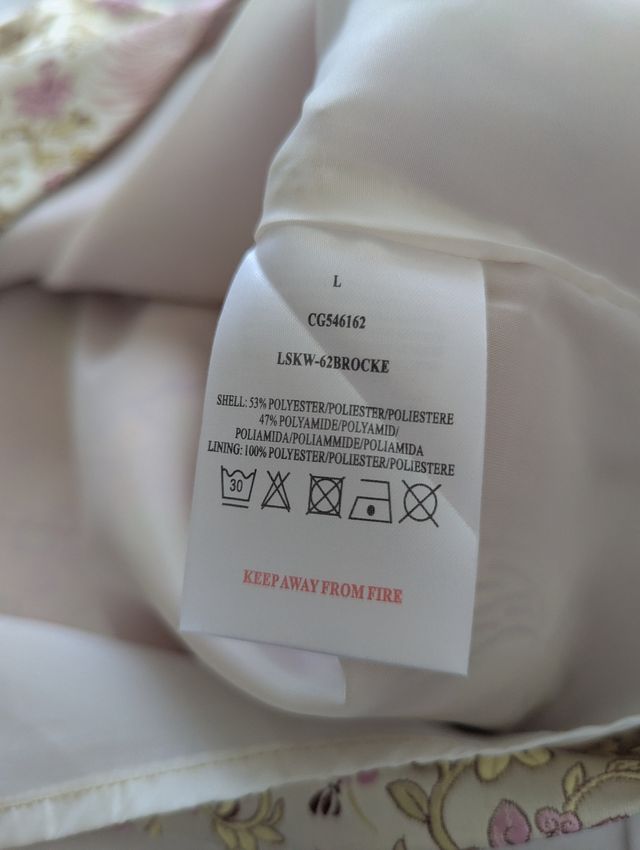 L
CG546162
LSKW-62BROCKE
SHELL: 53% POLYESTER/POLIESTER/POLIESTERE
47% POLYAMIDE/POLYAMID/
POLIAMIDA/POLIAMMIDE/POLIAMIDA
LINING: 100% POLYESTER/POLIESTER/POLIESTERE
30
KEEP AWAY FROM FIRE